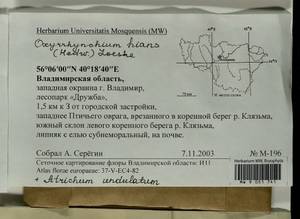 Herbarium Universitatis Mosquensis (MW)
Oxyrrhynchium hians
(Hedw.) Loeske
56°06'00"N 40°18'40"E
Владимирская область,
западная окраина г. Владимир,
лесопарк «Дружба»,
1,5 км к З от городской застройки,
западнее Птичьего оврага, врезанного в коренной берег р. Клязьма,
южный склон левого коренного берега р. Клязьма,
липняк с елью субнеморальный, на почве.
Собрал А. Серёгин 7.11.2003 № М-196
Сеточное картирование флоры Владимирской области: И11
Atlas florae europaeae: 37-V-EC4-82
+ Atrichum undulatum